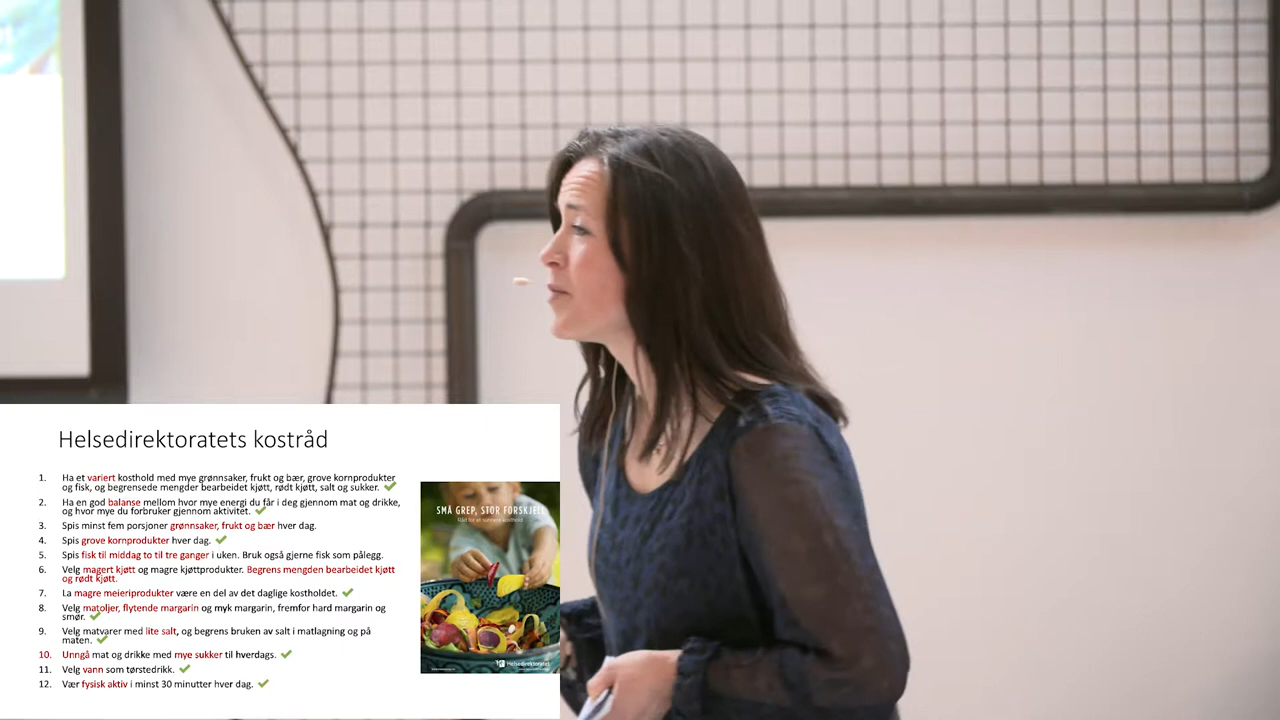 Helsedirektoratets kostråd
1. Ha et variert kosthold med mye grønnsaker, frukt og bær, grove kornprodukter
og fisk, og begrensede mengder bearbeidet kjøtt, rødt kjøtt, salt og sukker.
2. Ha en god balanse mellom hvor mye energi du får i deg gjennom mat og drikke,
og hvor mye du forbruker gjennom aktivitet.
3. Spis minst fem porsjoner grønnsaker, frukt og bær hver dag.
4. Spis grove kornprodukter hver dag.
5. Spis fisk til middag to til tre ganger i uken. Bruk også gjerne fisk som pålegg.
6. Velg magert kjøtt og magre kjøttprodukter. Begrens mengden bearbeidet kjøtt
og rødt kjøtt.
7. La magre meieriprodukter være en del av det daglige kostholdet.
8. Velg matoljer, flytende margarin og myk margarin, fremfor hard margarin og
smør.
9. Velg matvarer med lite salt, og begrens bruken av salt i matlagning og på
maten.
10. Unngå mat og drikke med mye sukker til hverdags.
11. Velg vann som tørstedrikk.
12. Vær fysisk aktiv i minst 30 minutter hver dag.
SMÅ GREP, STOR FORSKJELL
Råd for et sunnere kosthold
Helsedirektoratet